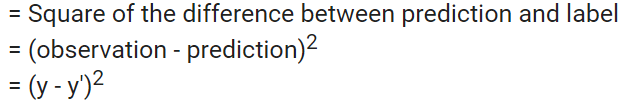 = Square of the difference between prediction and label
= (observation - prediction)²
= (y - y')²